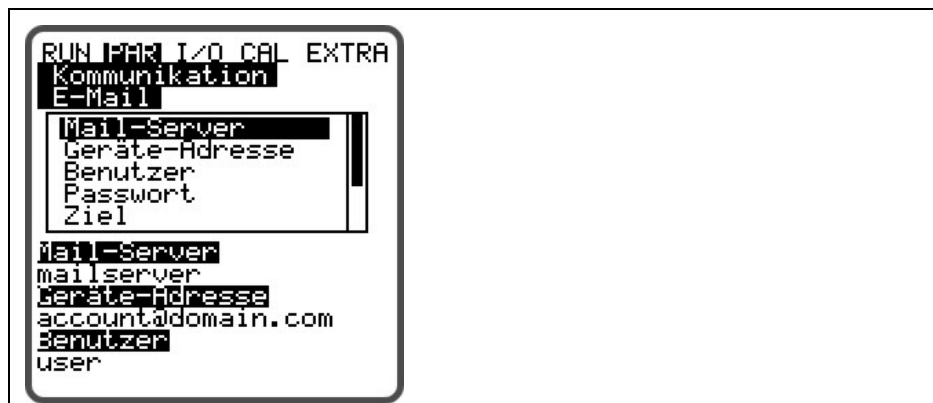 RUN PAR I/O CAL EXTRA
Kommunikation
E-Mail
Mail-Server
Geräte-Adresse
Benutzer
Passwort
Ziel
Mail-Server
mailserver
Geräte-Adresse
account@domain.com
Benutzer
user